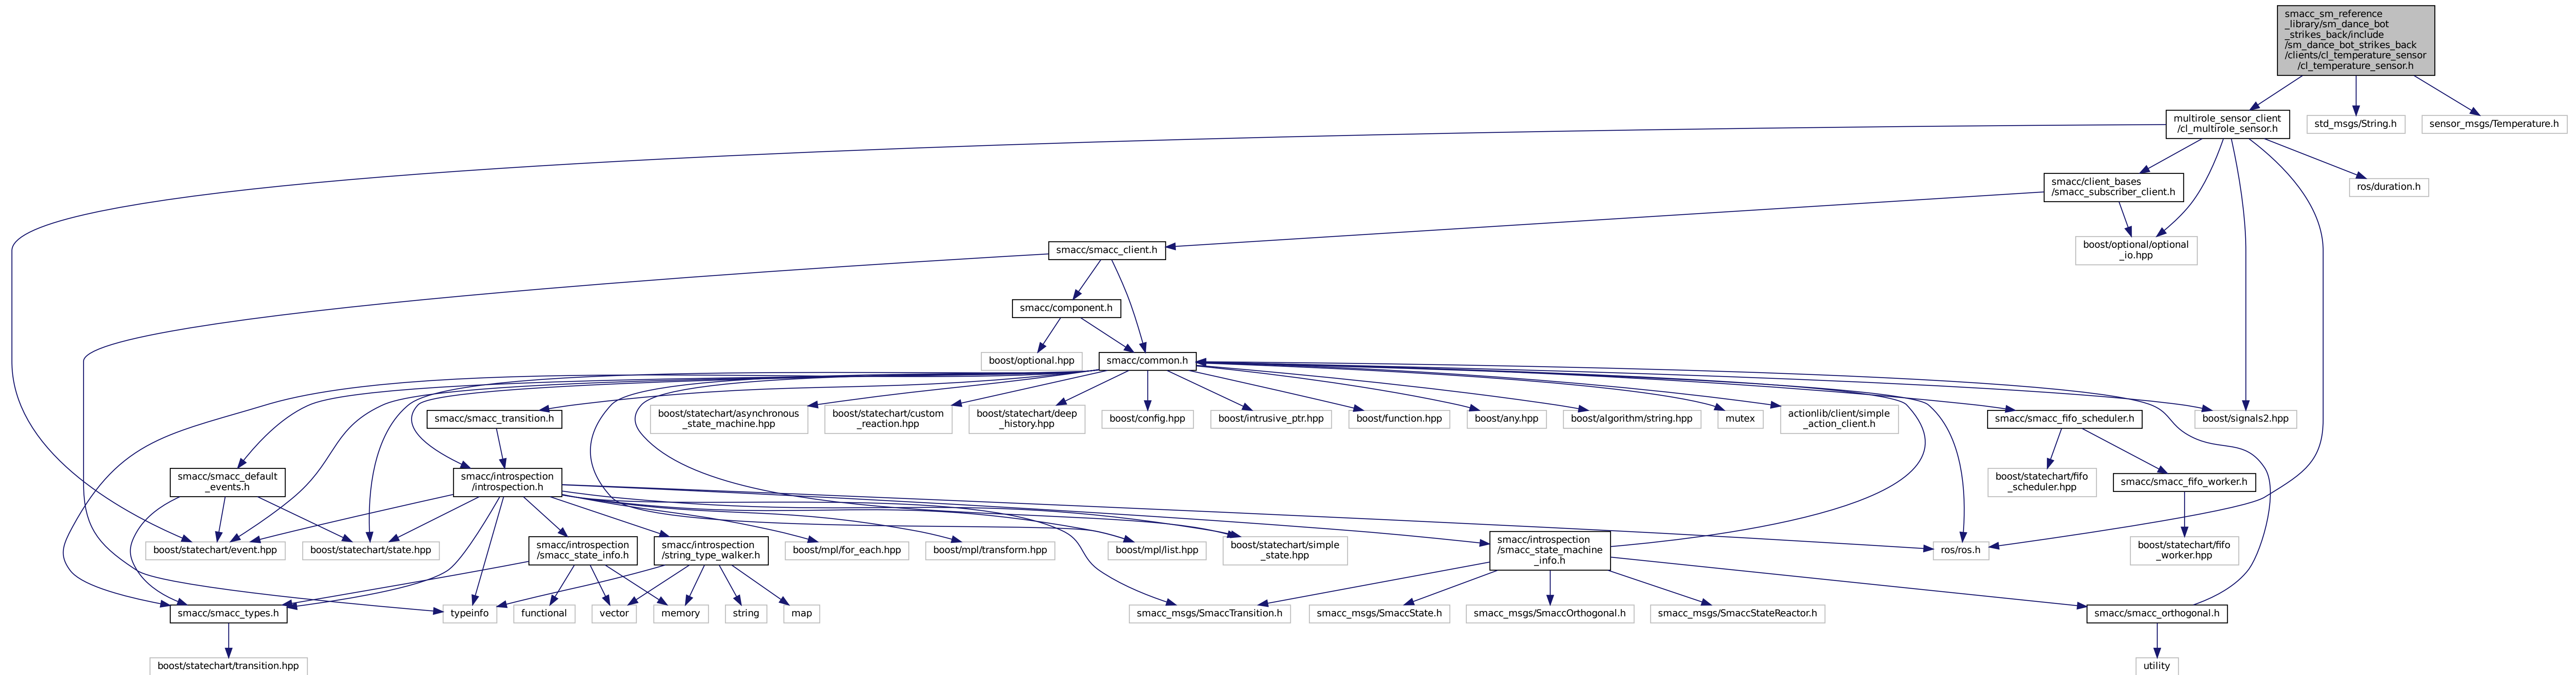 smacc_sm_reference
_library/sm_dance_bot
_strikes_back/include
/sm_dance_bot_strikes_back
/clients/cl_temperature_sensor
/cl_temperature_sensor.h
multirole_sensor_client
/cl_multirole_sensor.h
std_msgs/String.h
sensor_msgs/Temperature.h
smacc/client_bases
/smacc_subscriber_client.h
ros/duration.h
smacc/smacc_client.h
boost/optional/optional
_io.hpp
smacc/component.h
boost/optional.hpp
smacc/common.h
smacc/smacc_transition.h
boost/statechart/asynchronous
_state_machine.hpp
boost/statechart/custom
_reaction.hpp
boost/statechart/deep
_history.hpp
boost/config.hpp
boost/intrusive_ptr.hpp
boost/function.hpp
boost/any.hpp
boost/algorithm/string.hpp
mutex
actionlib/client/simple
_action_client.h
smacc/smacc_fifo_scheduler.h
boost/signals2.hpp
smacc/smacc_default
_events.h
smacc/introspection
/introspection.h
boost/statechart/fifo
_scheduler.hpp
smacc/smacc_fifo_worker.h
boost/statechart/event.hpp
boost/statechart/state.hpp
smacc/introspection
/smacc_state_info.h
smacc/introspection
/string_type_walker.h
boost/mpl/for_each.hpp
boost/mpl/transform.hpp
boost/mpl/list.hpp
boost/statechart/simple
_state.hpp
smacc/introspection
/smacc_state_machine
_info.h
ros/ros.h
boost/statechart/fifo
_worker.hpp
smacc/smacc_types.h
typeinfo
functional
vector
memory
string
map
smacc_msgs/SmaccTransition.h
smacc_msgs/SmaccState.h
smacc_msgs/SmaccOrthogonal.h
smacc_msgs/SmaccStateReactor.h
smacc/smacc_orthogonal.h
boost/statechart/transition.hpp
utility